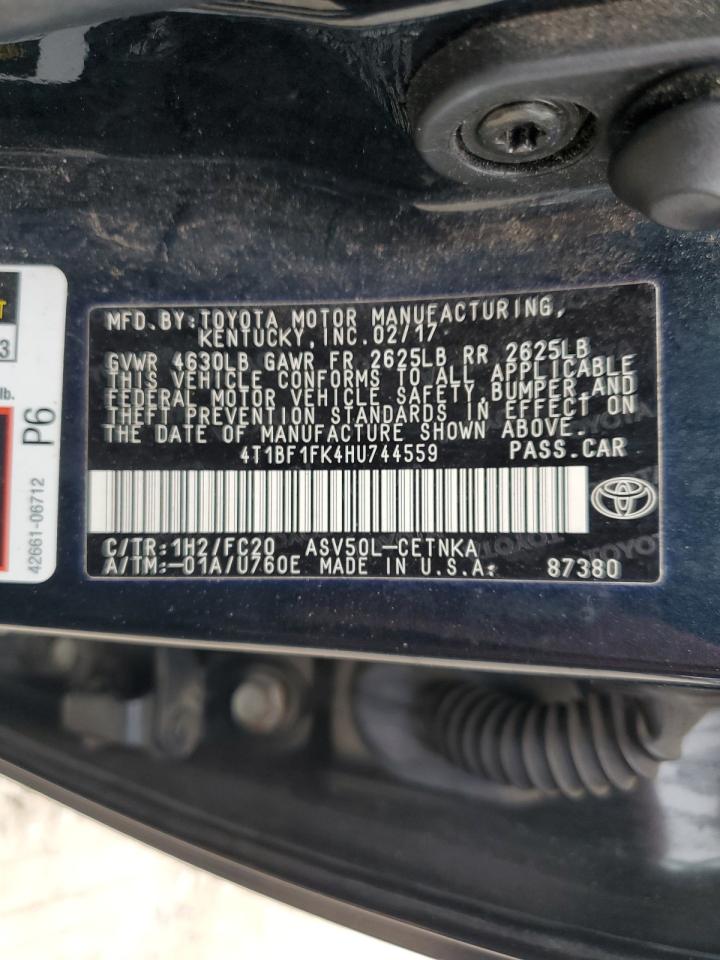 MFD. BY: TOYOTA MOTOR MANUFACTURING,
KENTUCKY, INC. 02/17
GVWR 4630LB GAWR FR 2625LB RR 2625LB
THIS VEHICLE CONFORMS TO ALL APPLICABLE
FEDERAL MOTOR VEHICLE SAFETY, BUMPER, AND
THEFT PREVENTION STANDARDS IN EFFECT ON
THE DATE OF MANUFACTURE SHOWN ABOVE.
4T1BF1FK4HU744559 PASS. CAR
C/TR: 1H2/FC20 ASV50L-CETNKA
A/TM: -01A/U760E MADE IN U.S.A. 87380
3
lb.
P6
42661-06712